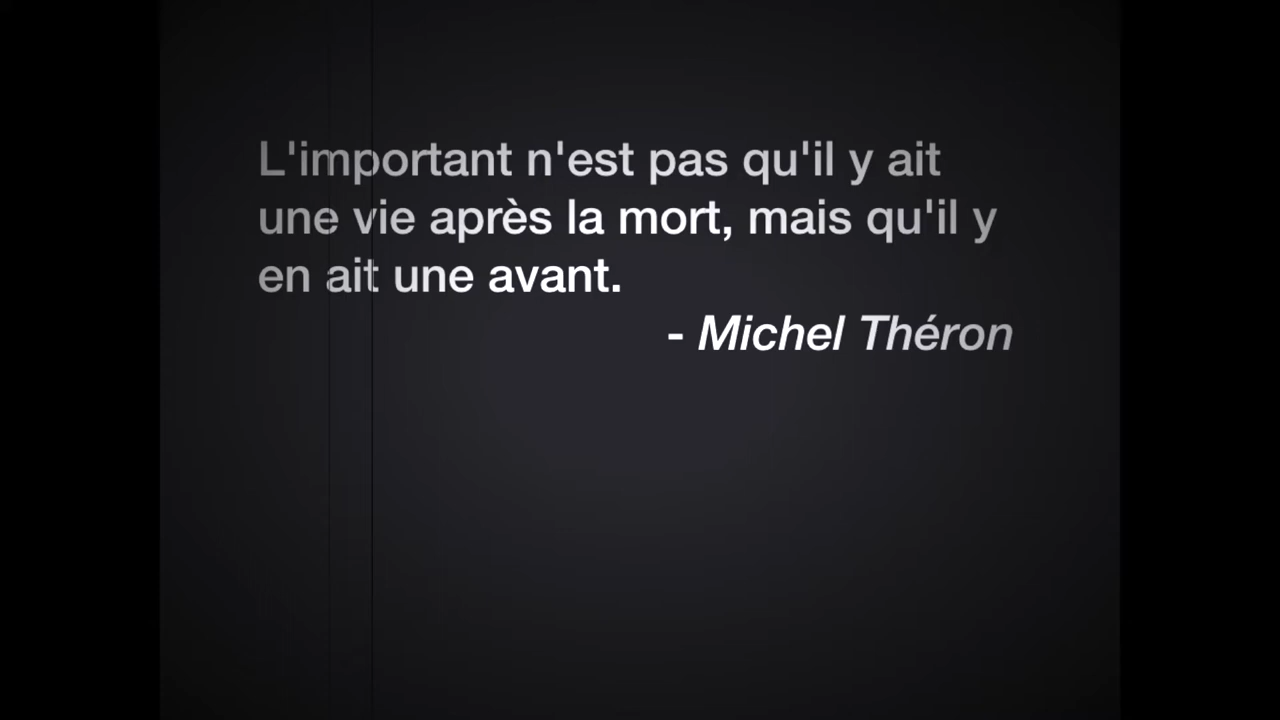 L'important n'est pas qu'il y ait
une vie après la mort, mais qu'il y
en ait une avant.
- Michel Théron